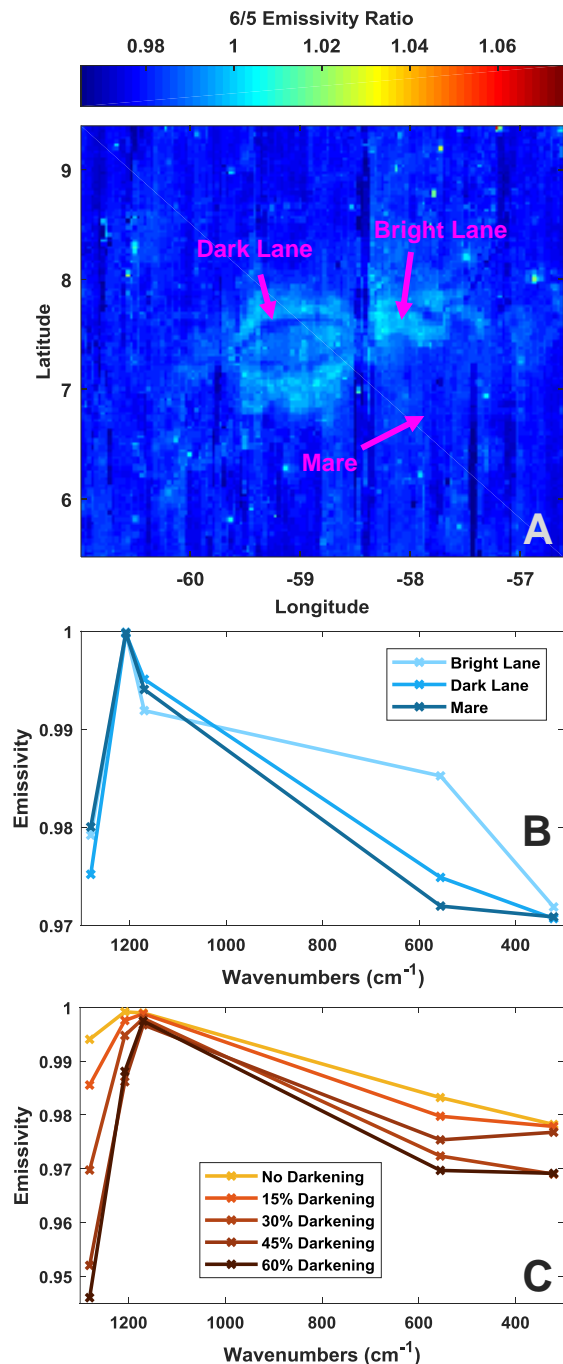 6/5 Emissivity Ratio
0.98 1 1.02 1.04 1.06
9
8
7
6
Latitude
Dark Lane
Bright Lane
Mare
A
-60 -59 -58 -57
Longitude
1
0.99
0.98
0.97
Emissivity
Bright Lane
Dark Lane
Mare
B
1200 1000 800 600 400
Wavenumbers (cm⁻¹)
1
0.99
0.98
0.97
0.96
0.95
Emissivity
No Darkening
15% Darkening
30% Darkening
45% Darkening
60% Darkening
C
1200 1000 800 600 400
Wavenumbers (cm⁻¹)